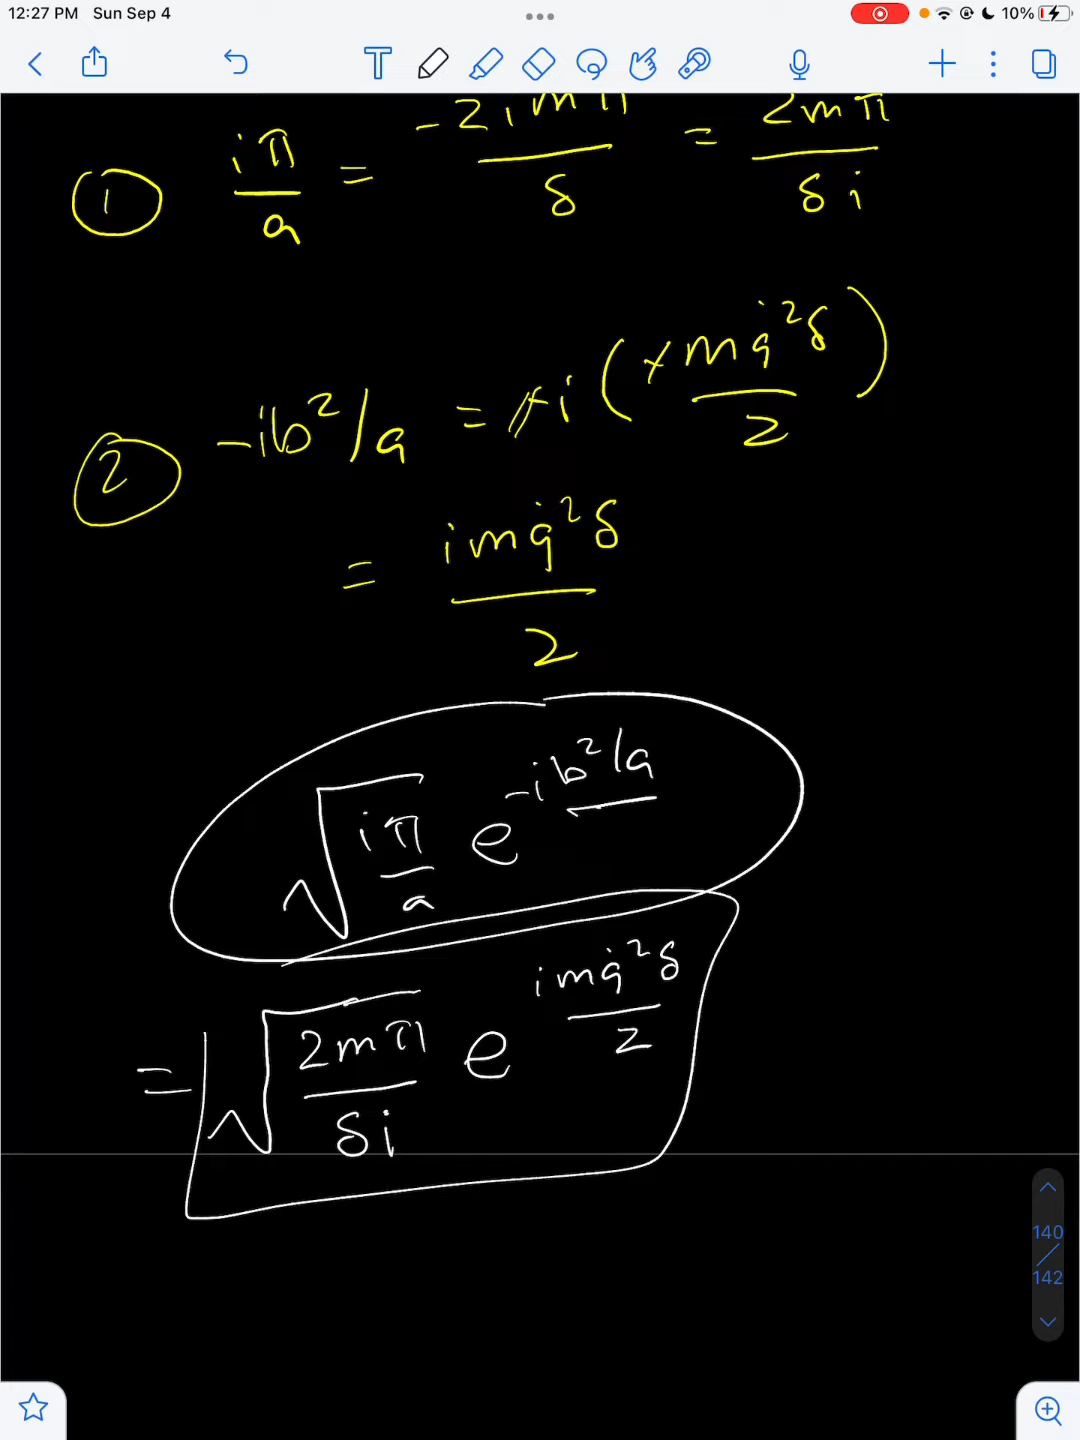 12:27 PM Sun Sep 4 10%
① iπ/a = -2imπ/δ = 2mπ/δi
② -ib²/a = +i(+mq̇²δ/2)
= imq̇²δ/2
√(iπ/a) e^(-ib²/a)
= √(2mπ/δi) e^(imq̇²δ/2)
140
142